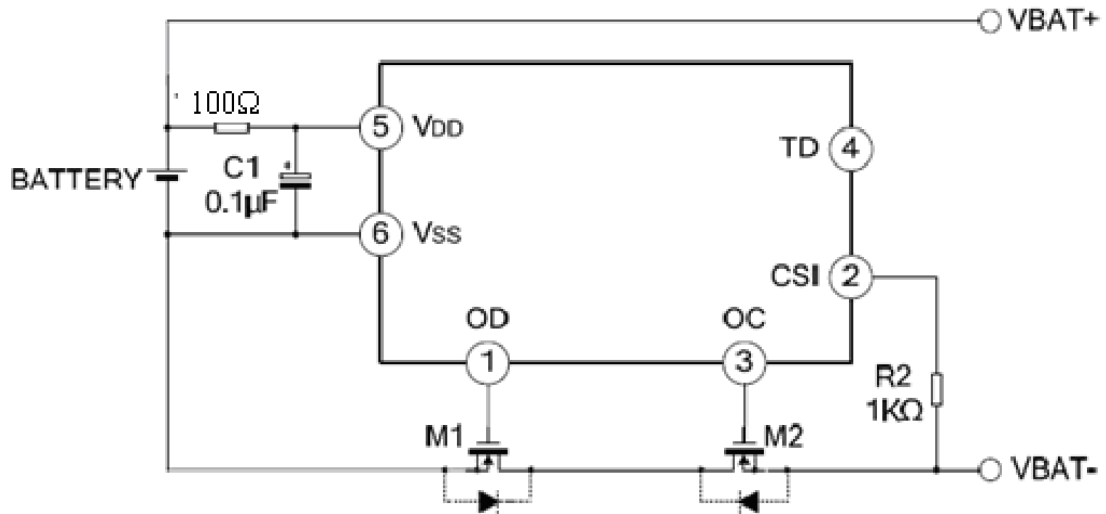 VBAT+
100Ω
5 VDD
TD 4
BATTERY
C1
0.1µF
6 VSS
CSI 2
OD
OC
1
3
R2
1KΩ
M1
M2
VBAT-